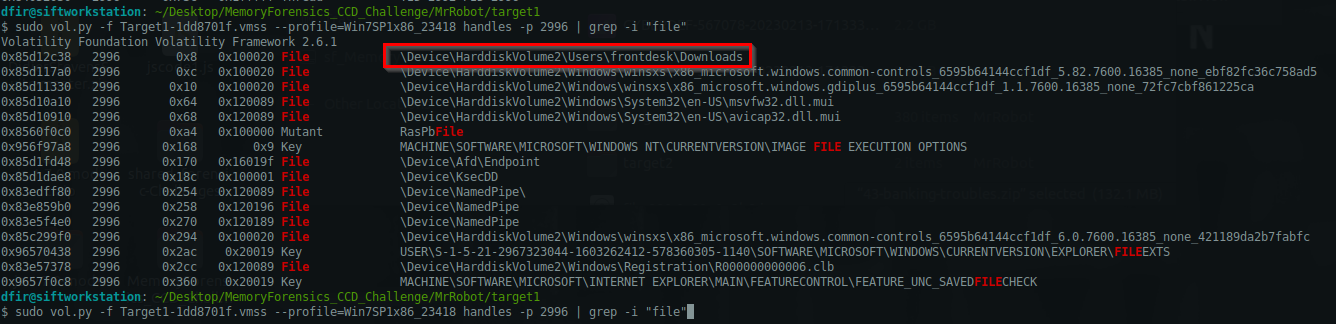 dfir@siftworkstation: ~/Desktop/MemoryForensics_CCD_Challenge/MrRobot/target1
$ sudo vol.py -f Target1-1dd8701f.vmss --profile=Win7SP1x86_23418 handles -p 2996 | grep -i "file"
Volatility Foundation Volatility Framework 2.6.1
0x85d12c38 2996 0x8 0x100020 File \Device\HarddiskVolume2\Users\frontdesk\Downloads
0x85d117a0 2996 0xc 0x100020 File \Device\HarddiskVolume2\Windows\winsxs\x86_microsoft.windows.common-controls_6595b64144ccf1df_5.82.7600.16385_none_ebf82fc36c758ad5
0x85d11330 2996 0x10 0x100020 File \Device\HarddiskVolume2\Windows\winsxs\x86_microsoft.windows.gdiplus_6595b64144ccf1df_1.1.7600.16385_none_72fc7cbf861225ca
0x85d10a10 2996 0x64 0x120089 File \Device\HarddiskVolume2\Windows\System32\en-US\msvfw32.dll.mui
0x85d10910 2996 0x68 0x120089 File \Device\HarddiskVolume2\Windows\System32\en-US\avicap32.dll.mui
0x8560f0c0 2996 0xa4 0x100000 Mutant RasPbFile
0x956f97a8 2996 0x168 0x9 Key MACHINE\SOFTWARE\MICROSOFT\WINDOWS NT\CURRENTVERSION\IMAGE FILE EXECUTION OPTIONS
0x85d1fd48 2996 0x170 0x16019f File \Device\Afd\Endpoint
0x85d1dae8 2996 0x18c 0x100001 File \Device\KsecDD
0x83edff80 2996 0x254 0x120089 File \Device\NamedPipe\
0x83e859b0 2996 0x258 0x120196 File \Device\NamedPipe
0x83e5f4e0 2996 0x270 0x120189 File \Device\NamedPipe
0x85c299f0 2996 0x294 0x100020 File \Device\HarddiskVolume2\Windows\winsxs\x86_microsoft.windows.common-controls_6595b64144ccf1df_6.0.7600.16385_none_421189da2b7fabfc
0x96570438 2996 0x2ac 0x20019 Key USER\S-1-5-21-2967323044-1603262412-578360305-1140\SOFTWARE\MICROSOFT\WINDOWS\CURRENTVERSION\EXPLORER\FILEEXTS
0x83e57378 2996 0x2cc 0x120089 File \Device\HarddiskVolume2\Windows\Registration\R000000000006.clb
0x9657f0c8 2996 0x360 0x20019 Key MACHINE\SOFTWARE\MICROSOFT\INTERNET EXPLORER\MAIN\FEATURECONTROL\FEATURE_UNC_SAVEDFILECHECK
dfir@siftworkstation: ~/Desktop/MemoryForensics_CCD_Challenge/MrRobot/target1
$ sudo vol.py -f Target1-1dd8701f.vmss --profile=Win7SP1x86_23418 handles -p 2996 | grep -i "file"